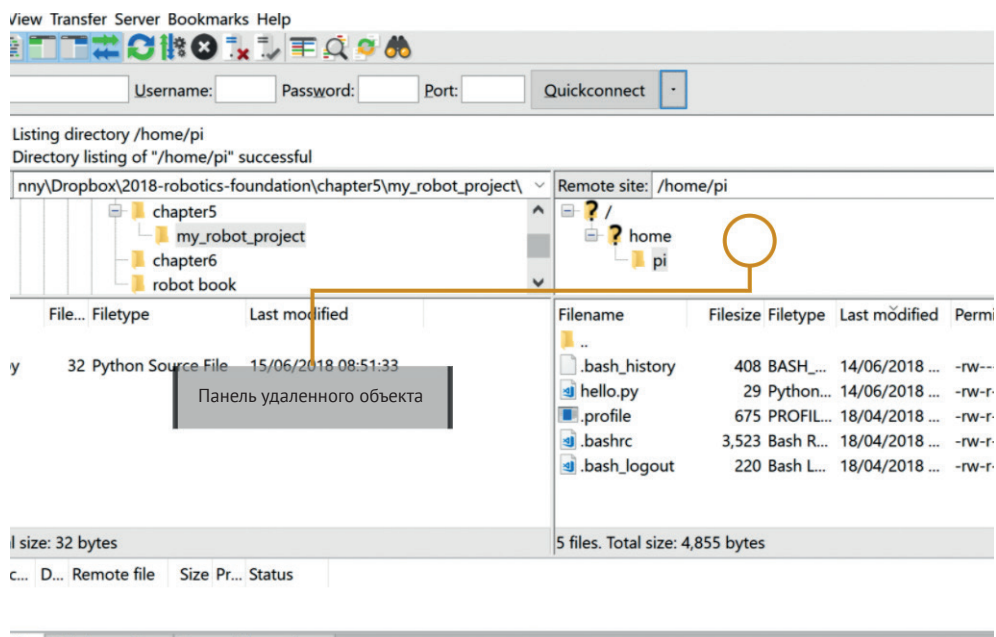 View Transfer Server Bookmarks Help
Username: Password: Port: Quickconnect
Listing directory /home/pi
Directory listing of "/home/pi" successful
nny\Dropbox\2018-robotics-foundation\chapter5\my_robot_project\ Remote site: /home/pi
chapter5 ? /
my_robot_project ? home
chapter6 pi
robot book
File... Filetype Last modified Filename Filesize Filetype Last modified Permi
..
y 32 Python Source File 15/06/2018 08:51:33 .bash_history 408 BASH_... 14/06/2018 ... -rw---
Панель удаленного объекта hello.py 29 Python... 14/06/2018 ... -rw-r-
.profile 675 PROFIL... 18/04/2018 ... -rw-r-
.bashrc 3,523 Bash R... 18/04/2018 ... -rw-r-
.bash_logout 220 Bash L... 18/04/2018 ... -rw-r-
l size: 32 bytes 5 files. Total size: 4,855 bytes
c... D... Remote file Size Pr... Status